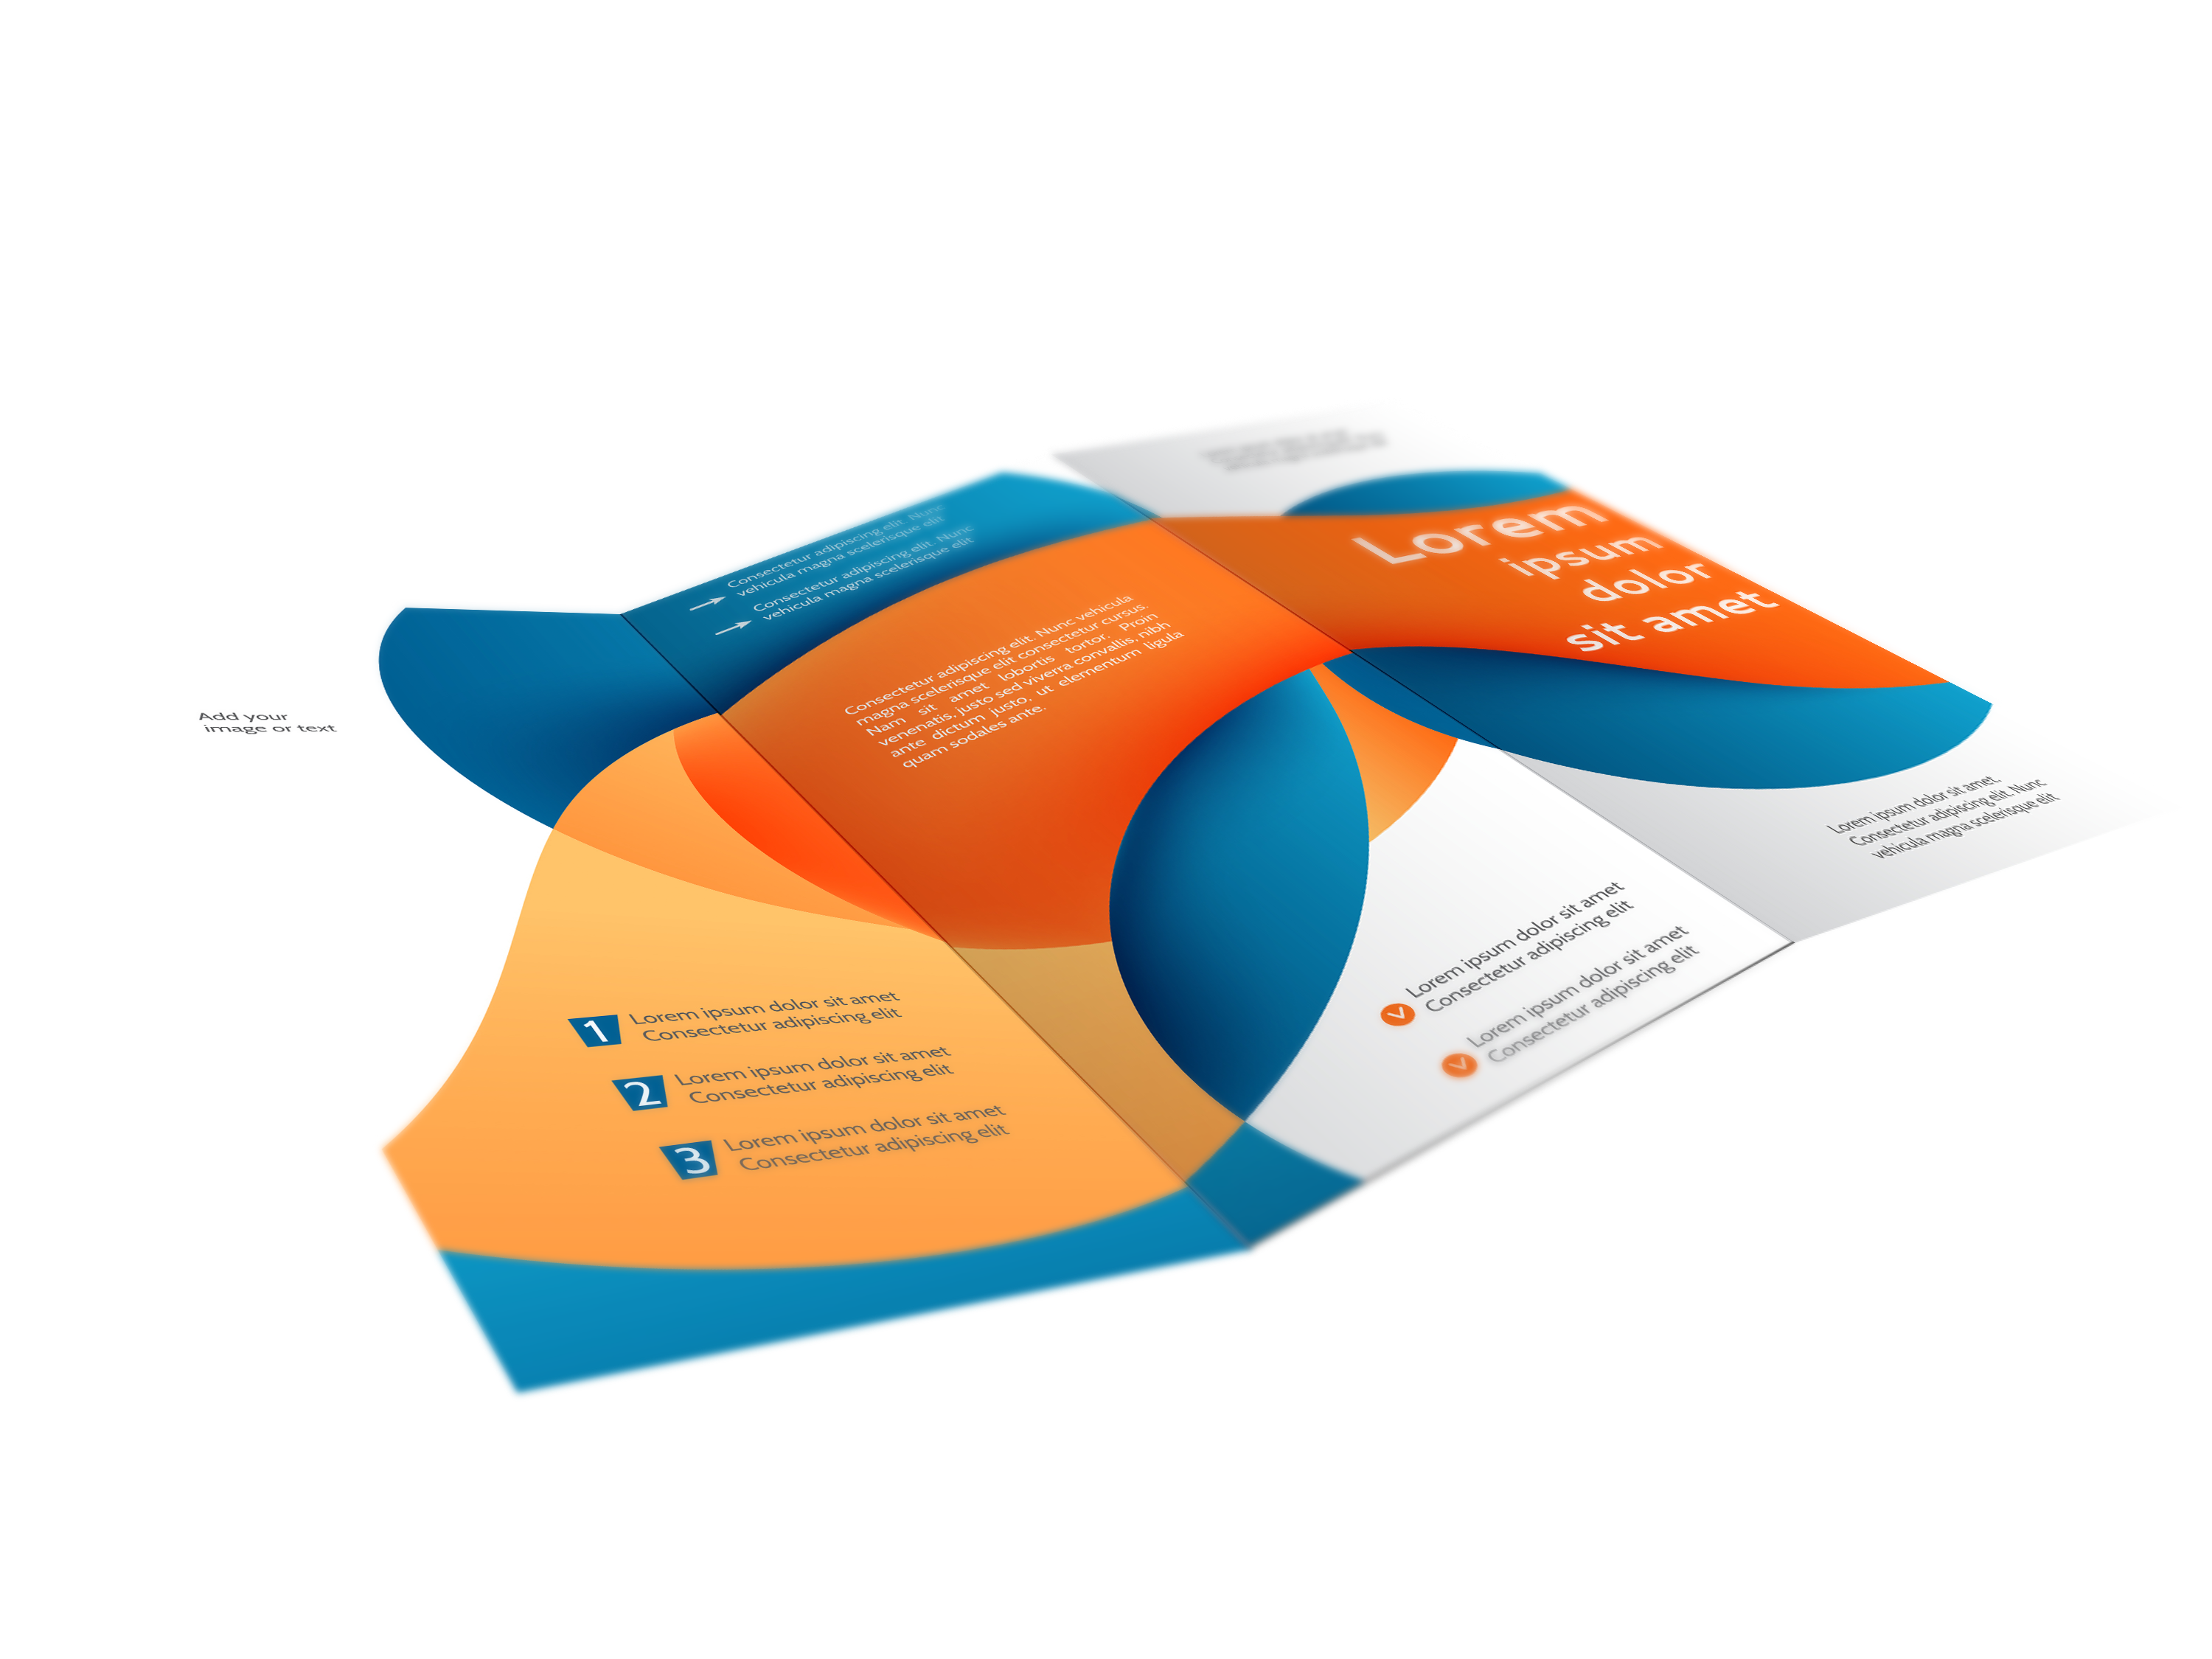 Add your
image or text
1
Lorem ipsum dolor sit amet
Consectetur adipiscing elit
2
Lorem ipsum dolor sit amet
Consectetur adipiscing elit
3
Lorem ipsum dolor sit amet
Consectetur adipiscing elit
Consectetur adipiscing elit. Nunc
vehicula magna scelerisque elit
Consectetur adipiscing elit. Nunc
vehicula magna scelerisque elit
Consectetur adipiscing elit. Nunc vehicula
magna scelerisque elit consectetur cursus.
Nam sit amet lobortis tortor. Proin
venenatis, justo sed viverra convallis, nibh
ante dictum justo, ut elementum ligula
quam sodales ante.
Lorem ipsum dolor sit amet
Consectetur adipiscing elit
Lorem ipsum dolor sit amet
Consectetur adipiscing elit
Lorem
ipsum
dolor
sit amet
Lorem ipsum dolor sit amet.
Consectetur adipiscing elit. Nunc
vehicula magna scelerisque elit